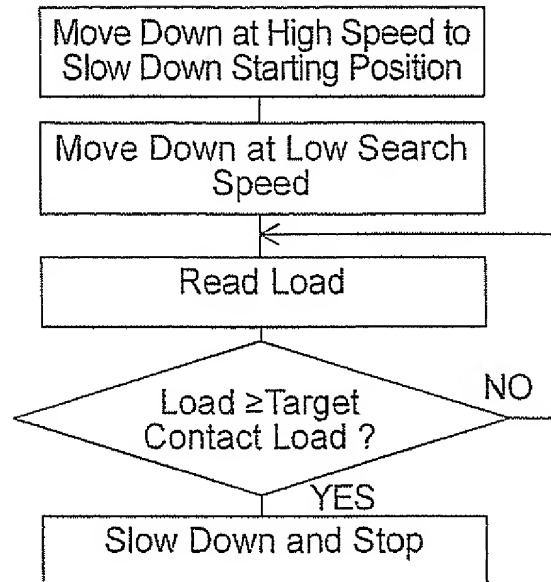 Move Down at High Speed to
Slow Down Starting Position
Move Down at Low Search
Speed
Read Load
Load ≥Target
Contact Load ?
NO
YES
Slow Down and Stop